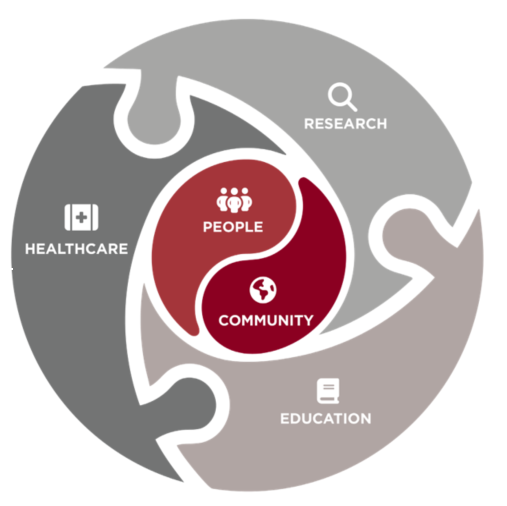 RESEARCH
PEOPLE
HEALTHCARE
COMMUNITY
EDUCATION